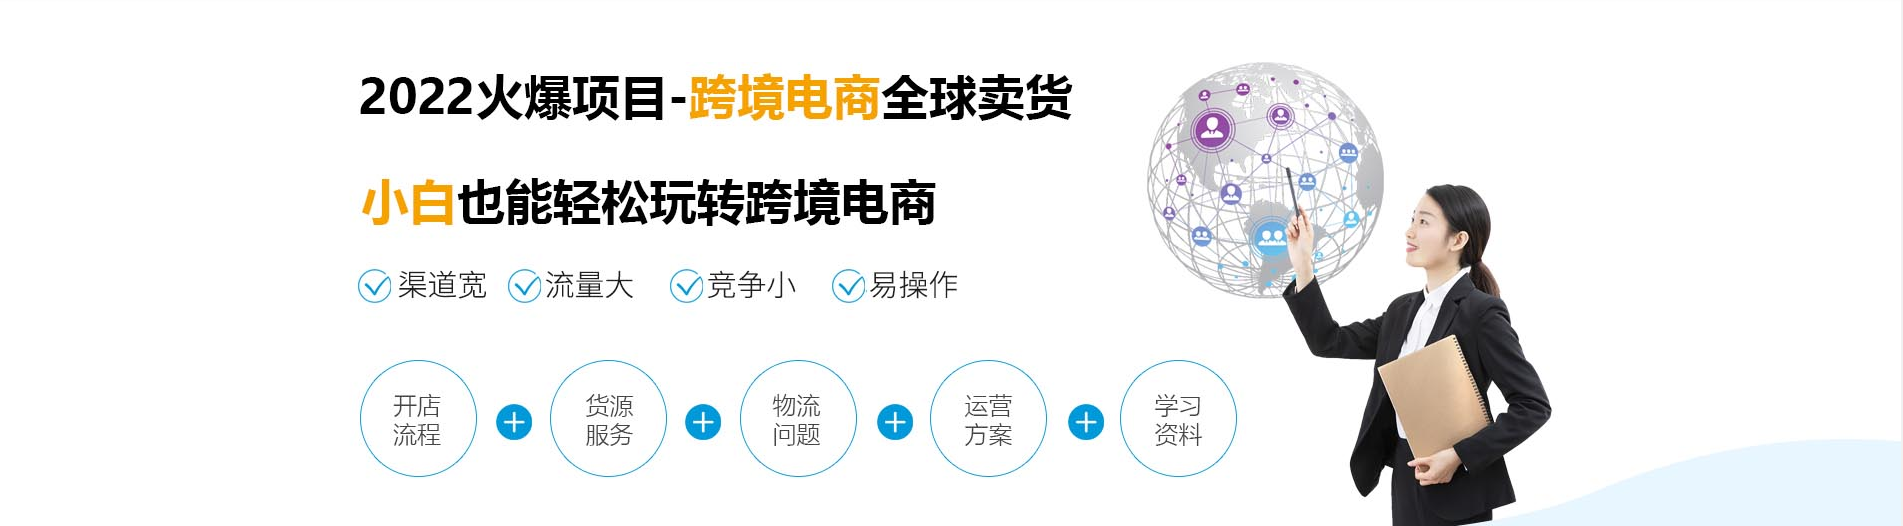 2022火爆项目-跨境电商全球卖货
小白也能轻松玩转跨境电商
渠道宽 流量大 竞争小 易操作
开店
流程
货源
服务
物流
问题
运营
方案
学习
资料